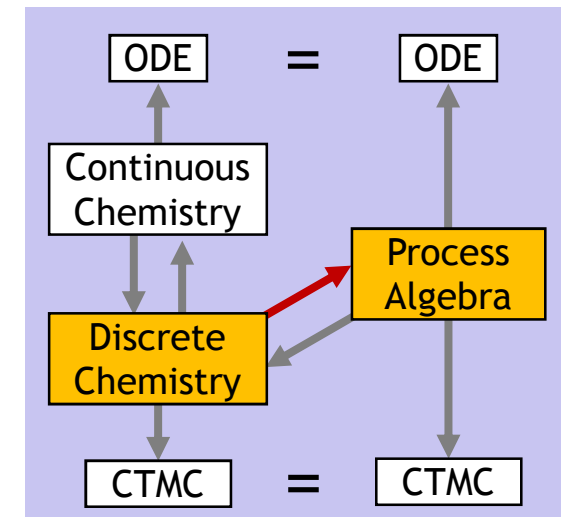 ODE = ODE
Continuous
Chemistry
Process
Algebra
Discrete
Chemistry
CTMC = CTMC